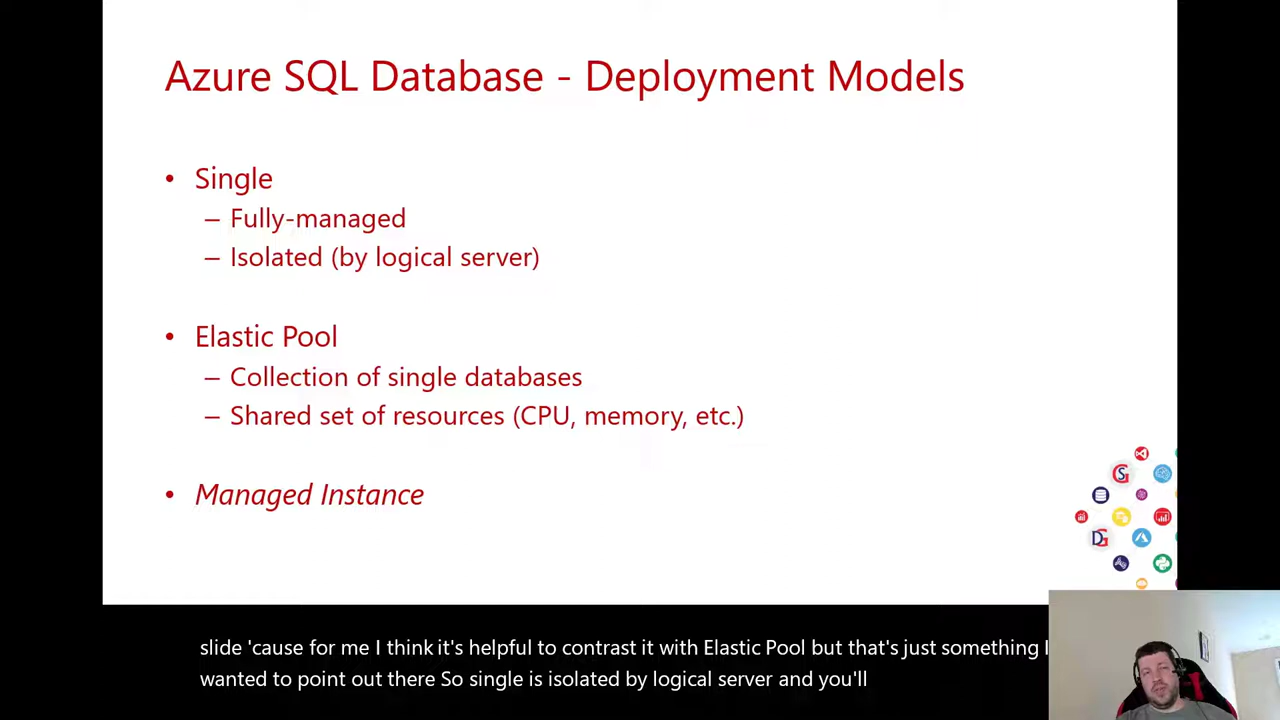 Azure SQL Database - Deployment Models
• Single
– Fully-managed
– Isolated (by logical server)
• Elastic Pool
– Collection of single databases
– Shared set of resources (CPU, memory, etc.)
• Managed Instance
slide 'cause for me I think it's helpful to contrast it with Elastic Pool but that's just something I
wanted to point out there So single is isolated by logical server and you'll